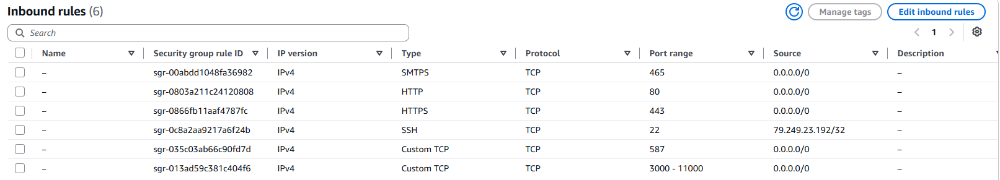 Inbound rules (6)
Manage tags
Edit inbound rules
Search
1
Name Security group rule ID IP version Type Protocol Port range Source Description
– sgr-00abdd1048fa36982 IPv4 SMTPS TCP 465 0.0.0.0/0 –
– sgr-0803a211c24120808 IPv4 HTTP TCP 80 0.0.0.0/0 –
– sgr-0866fb11aaf4787fc IPv4 HTTPS TCP 443 0.0.0.0/0 –
– sgr-0c8a2aa9217a6f24b IPv4 SSH TCP 22 79.249.23.192/32 –
– sgr-035c03ab66c90fd7d IPv4 Custom TCP TCP 587 0.0.0.0/0 –
– sgr-013ad59c381c404f6 IPv4 Custom TCP TCP 3000 - 11000 0.0.0.0/0 –